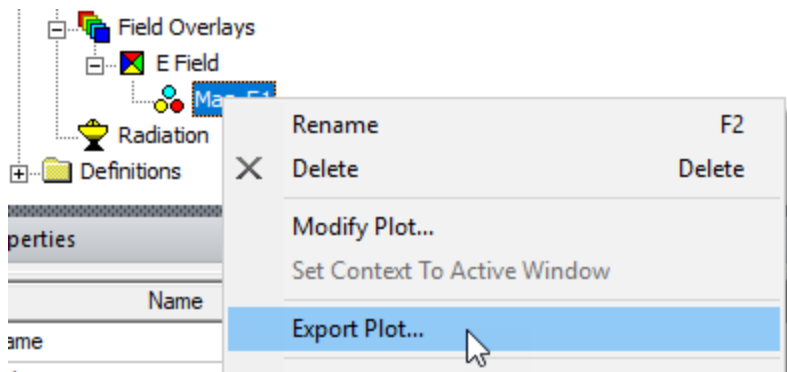 Field Overlays
E Field
Rename F2
Radiation
Delete Delete
Definitions
Modify Plot...
perties
Set Context To Active Window
Name
Export Plot...
ame